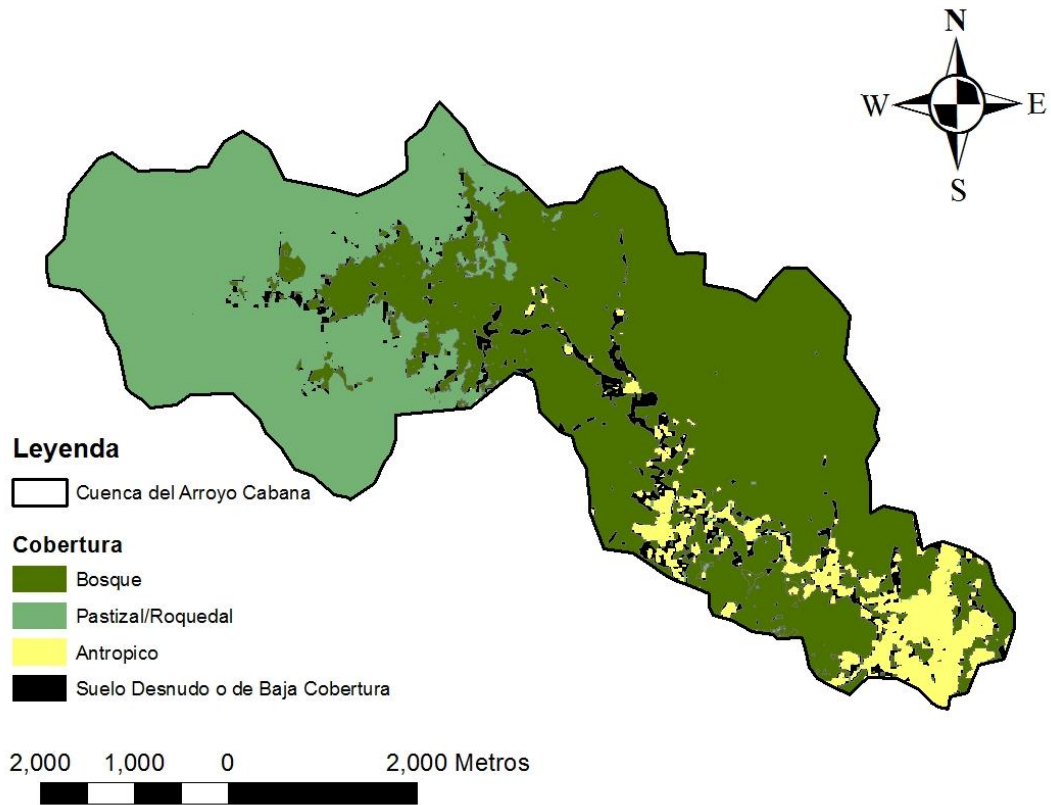 N
W E
S
Leyenda
Cuenca del Arroyo Cabana
Cobertura
Bosque
Pastizal/Roquedal
Antropico
Suelo Desnudo o de Baja Cobertura
2,000 1,000 0 2,000 Metros